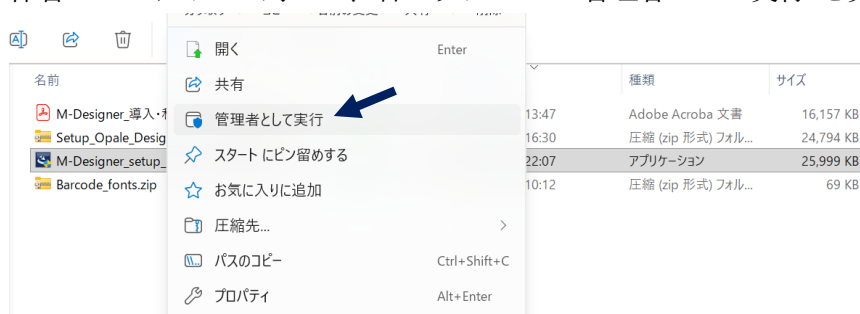 開く Enter
共有
管理者として実行
スタート にピン留めする
お気に入りに追加
圧縮先...
パスのコピー Ctrl+Shift+C
プロパティ Alt+Enter
名前 種類 サイズ
M-Designer_導入・ 13:47 Adobe Acroba 文書 16,157 KB
Setup_Opale_Desig 16:30 圧縮 (zip 形式) フォル... 24,794 KB
M-Designer_setup_ 22:07 アプリケーション 25,999 KB
Barcode_fonts.zip 10:12 圧縮 (zip 形式) フォル... 69 KB